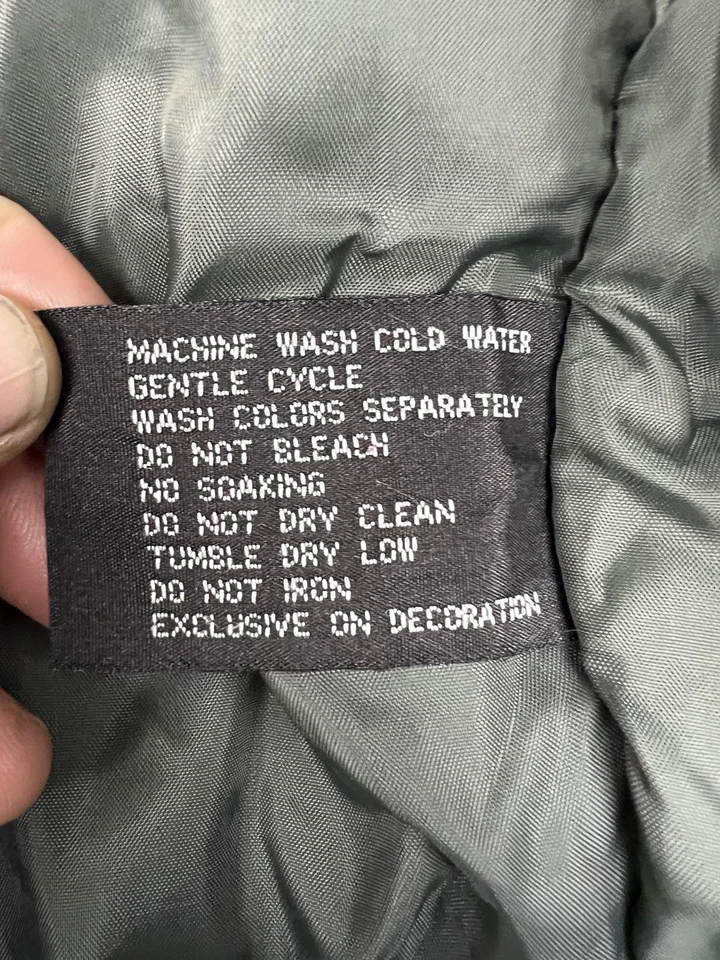 MACHINE WASH COLD WATER
GENTLE CYCLE
WASH COLORS SEPARATELY
DO NOT BLEACH
NO SOAKING
DO NOT DRY CLEAN
TUMBLE DRY LOW
DO NOT IRON
EXCLUSIVE ON DECORATION